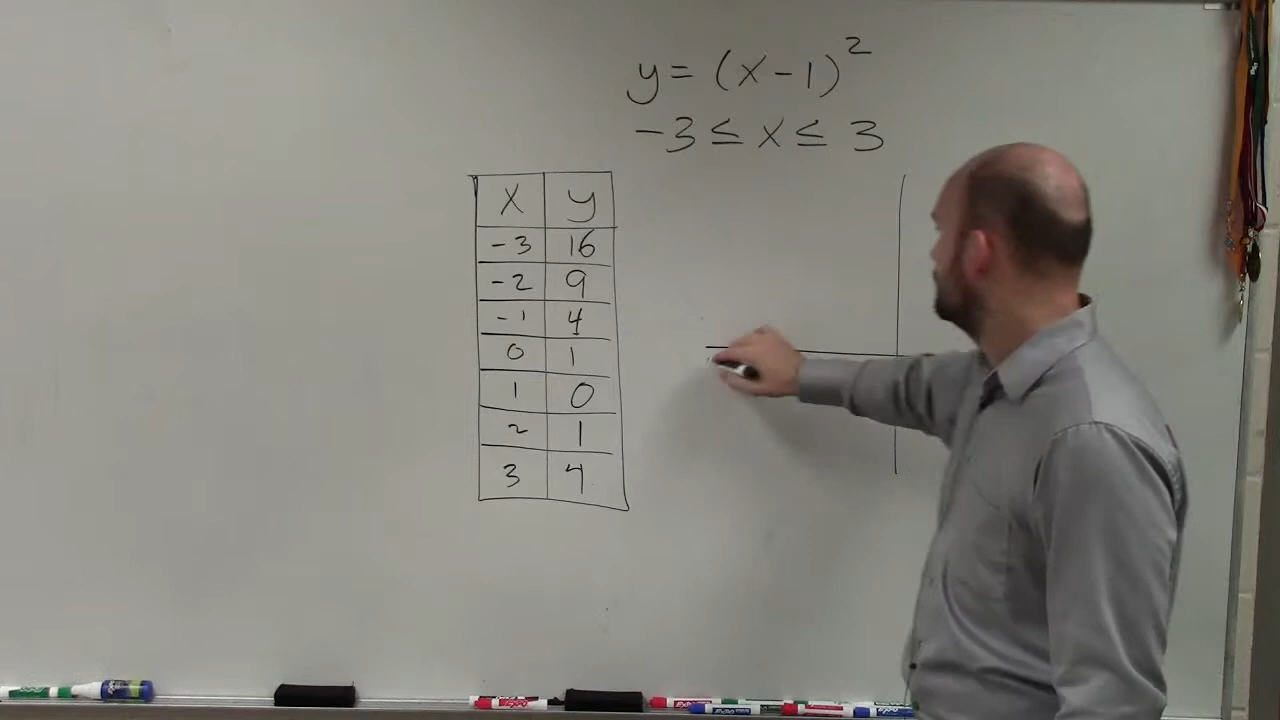 y = (x - 1)²
-3 ≤ x ≤ 3
x y
-3 16
-2 9
-1 4
0 1
1 0
2 1
3 4